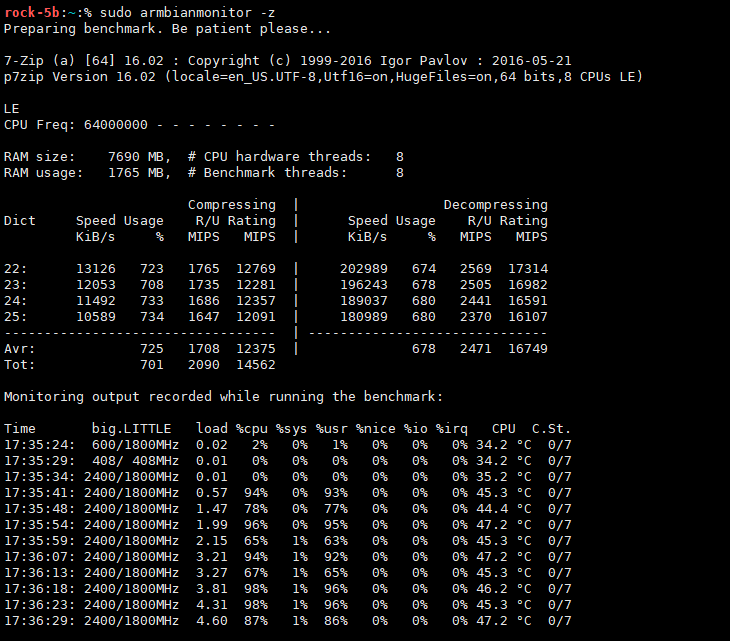 rock-5b:~:% sudo armbianmonitor -z
Preparing benchmark. Be patient please...

7-Zip (a) [64] 16.02 : Copyright (c) 1999-2016 Igor Pavlov : 2016-05-21
p7zip Version 16.02 (locale=en_US.UTF-8,Utf16=on,HugeFiles=on,64 bits,8 CPUs LE)

LE
CPU Freq: 64000000 - - - - - - - -

RAM size:    7690 MB,  # CPU hardware threads:   8
RAM usage:   1765 MB,  # Benchmark threads:      8

                       Compressing  |                  Decompressing
Dict     Speed Usage    R/U Rating  |      Speed Usage    R/U Rating
         KiB/s     %   MIPS   MIPS  |      KiB/s     %   MIPS   MIPS

22:      13126   723   1765  12769  |     202989   674   2569  17314
23:      12053   708   1735  12281  |     196243   678   2505  16982
24:      11492   733   1686  12357  |     189037   680   2441  16591
25:      10589   734   1647  12091  |     180989   680   2370  16107
----------------------------------  | ------------------------------
Avr:             725   1708  12375  |              678   2471  16749
Tot:             701   2090  14562

Monitoring output recorded while running the benchmark:

Time       big.LITTLE   load %cpu %sys %usr %nice %io %irq   CPU  C.St.
17:35:24:  600/1800MHz  0.02   2%   0%   1%   0%   0%   0% 34.2 °C  0/7
17:35:29:  408/ 408MHz  0.01   0%   0%   0%   0%   0%   0% 34.2 °C  0/7
17:35:34: 2400/1800MHz  0.01   0%   0%   0%   0%   0%   0% 35.2 °C  0/7
17:35:41: 2400/1800MHz  0.57  94%   0%  93%   0%   0%   0% 45.3 °C  0/7
17:35:48: 2400/1800MHz  1.47  78%   0%  77%   0%   0%   0% 44.4 °C  0/7
17:35:54: 2400/1800MHz  1.99  96%   0%  95%   0%   0%   0% 47.2 °C  0/7
17:35:59: 2400/1800MHz  2.15  65%   1%  63%   0%   0%   0% 45.3 °C  0/7
17:36:07: 2400/1800MHz  3.21  94%   1%  92%   0%   0%   0% 47.2 °C  0/7
17:36:13: 2400/1800MHz  3.27  67%   1%  65%   0%   0%   0% 45.3 °C  0/7
17:36:18: 2400/1800MHz  3.81  98%   1%  96%   0%   0%   0% 46.2 °C  0/7
17:36:23: 2400/1800MHz  4.31  98%   1%  96%   0%   0%   0% 45.3 °C  0/7
17:36:29: 2400/1800MHz  4.60  87%   1%  86%   0%   0%   0% 47.2 °C  0/7